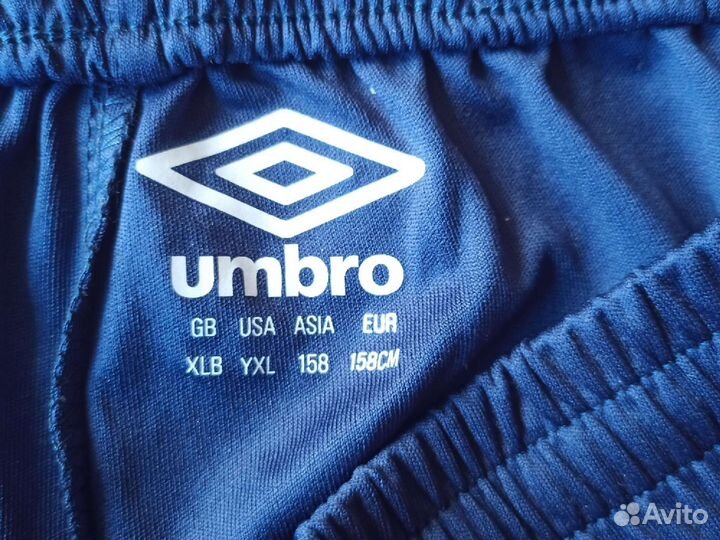 umbro
GB USA ASIA EUR
XLB YXL 158 158CM
Avito